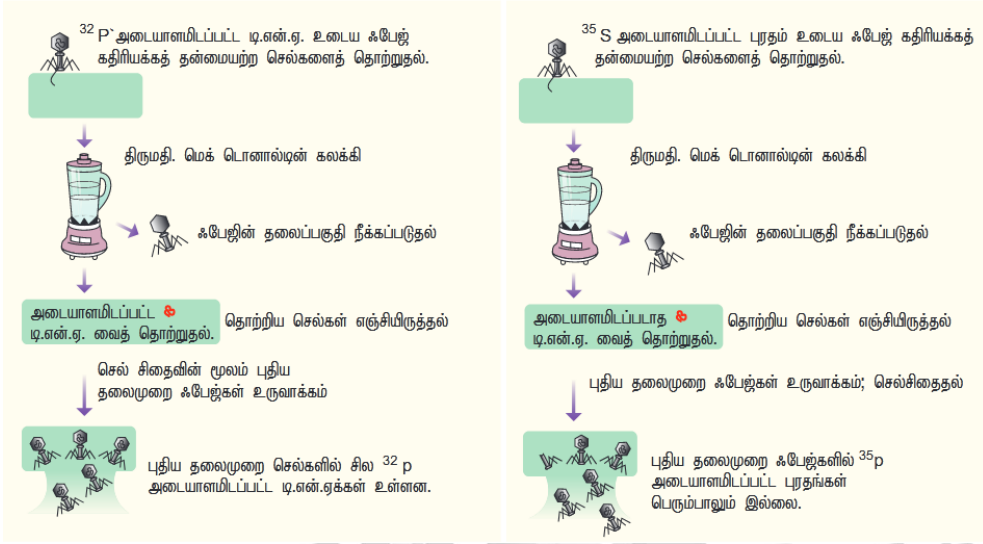 32 P`அடையாளமிடப்பட்ட டி.என்.ஏ. உடைய ஃபேஜ்
கதிரியக்கத் தன்மையற்ற செல்களைத் தொற்றுதல்.
திருமதி. மெக் டொனால்டின் கலக்கி
ஃபேஜின் தலைப்பகுதி நீக்கப்படுதல்
அடையாளமிடப்பட்ட
டி.என்.ஏ. வைத் தொற்றுதல்.
தொற்றிய செல்கள் எஞ்சியிருத்தல்
செல் சிதைவின் மூலம் புதிய
தலைமுறை ஃபேஜ்கள் உருவாக்கம்
புதிய தலைமுறை செல்களில் சில 32 p
அடையாளமிடப்பட்ட டி.என்.ஏக்கள் உள்ளன.
35 S அடையாளமிடப்பட்ட புரதம் உடைய ஃபேஜ் கதிரியக்கத்
தன்மையற்ற செல்களைத் தொற்றுதல்.
திருமதி. மெக் டொனால்டின் கலக்கி
ஃபேஜின் தலைப்பகுதி நீக்கப்படுதல்
அடையாளமிடப்படாத
டி.என்.ஏ. வைத் தொற்றுதல்.
தொற்றிய செல்கள் எஞ்சியிருத்தல்
புதிய தலைமுறை ஃபேஜ்கள் உருவாக்கம்; செல்சிதைதல்
புதிய தலைமுறை ஃபேஜ்களில் 35p
அடையாளமிடப்பட்ட புரதங்கள்
பெரும்பாலும் இல்லை.